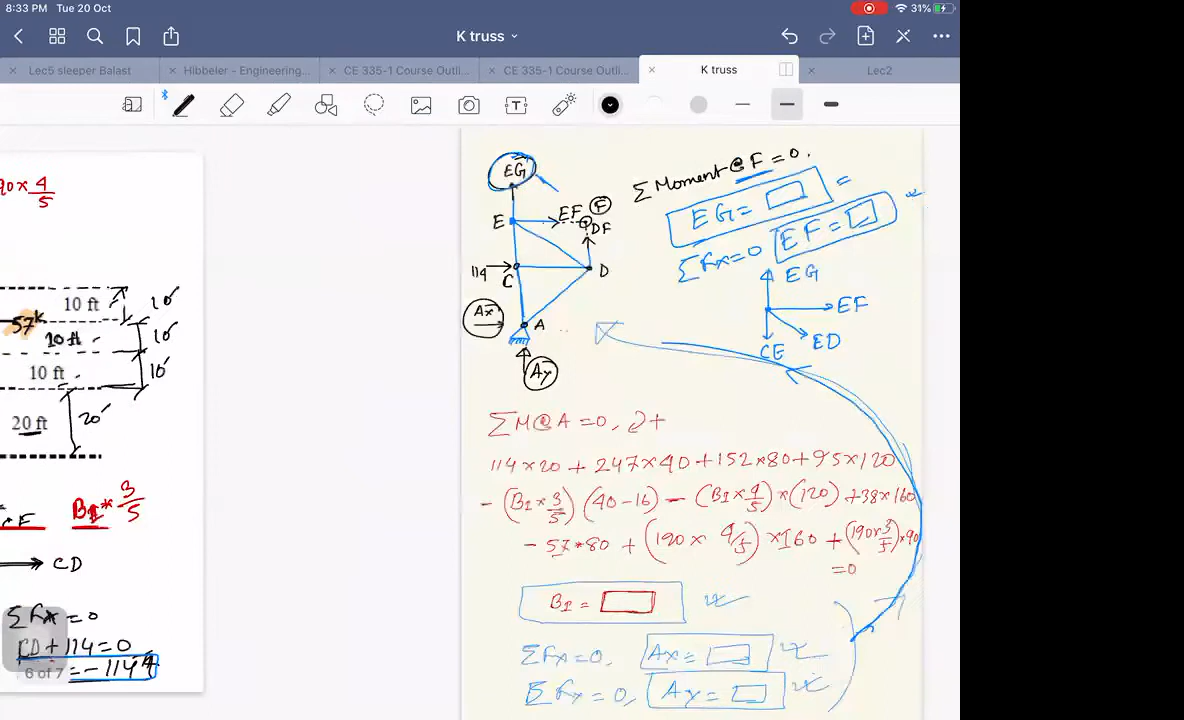 8:33 PM Tue 20 Oct
31%
K truss
Lec5 sleeper Balast
Hibbeler - Engineering...
CE 335-1 Course Outli...
CE 335-1 Course Outli...
K truss
Lec2
90 x 4/5
10 ft 10'
57k
10 ft 10'
10 ft 10'
20 ft 20'
B1* 3/5
CD
ΣFx = 0
CD + 114 = 0
= -114
6 of 7
EG
E EF F
DF
114 C D
Ax A
Ay
Σ Moment @ F = 0.
EG = =
ΣFx = 0 EF =
EG
EF
ED
CE
ΣM@A = 0, +
114 x 20 + 247 x 40 + 152 x 80 + 95 x 120
- (B1 x 3/5) (40 - 16) - (B1 x 4/5) x (120) + 38 x 160
- 57 * 80 + (190 x 4/5) x 160 + (190 x 3/5) x 90
= 0
B1 =
ΣFx = 0, Ax =
ΣFy = 0, Ay =